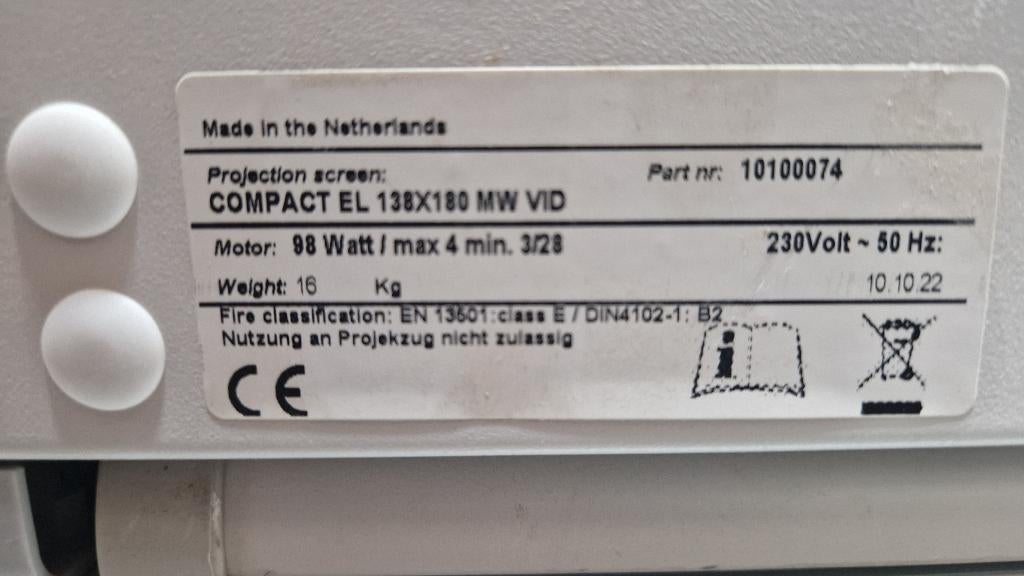 Made in the Netherlands
Projection screen: Part nr: 10100074
COMPACT EL 138X180 MW VID
Motor: 98 Watt / max 4 min. 3/28 230Volt ~ 50 Hz:
Weight: 16 Kg 10.10.22
Fire classification: EN 13501:class E / DIN4102-1: B2
Nutzung an Projekzug nicht zulassig
CE
i